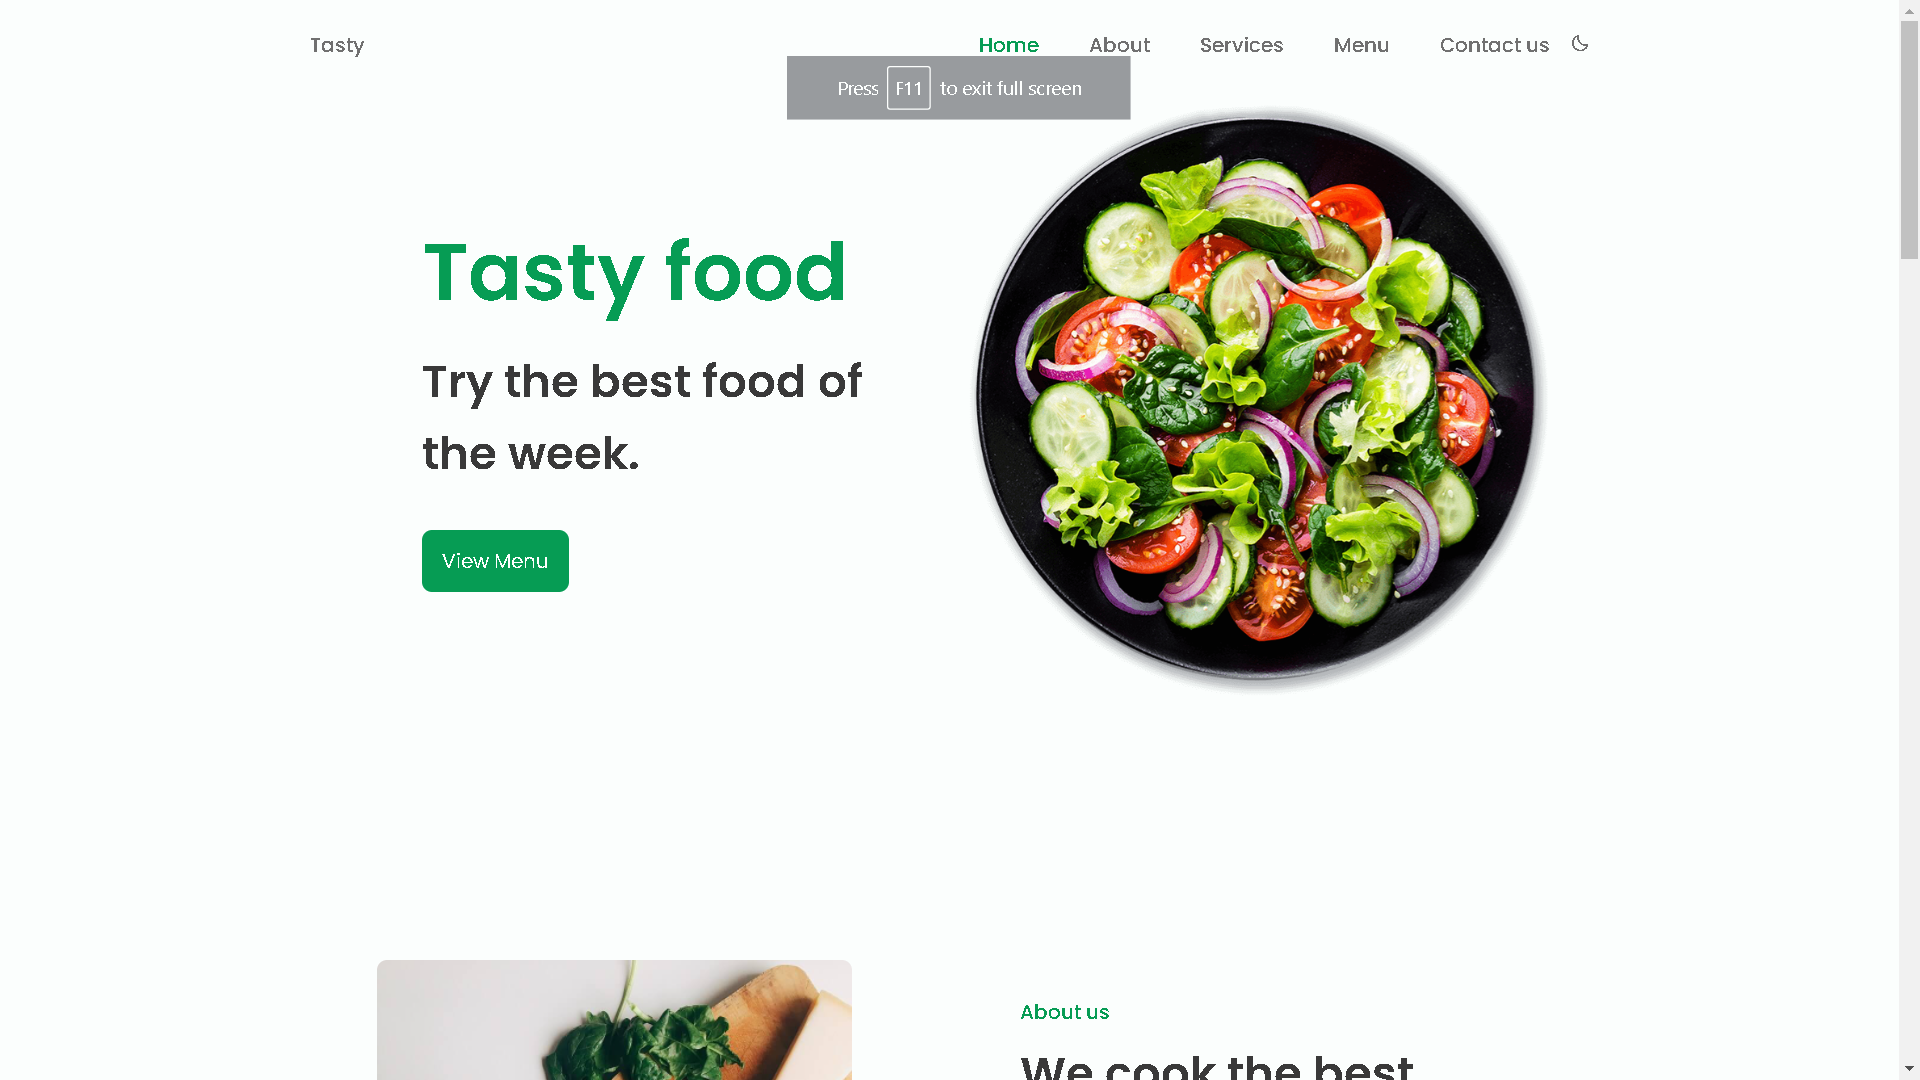 Tasty
Home About Services Menu Contact us
Press F11 to exit full screen
Tasty food
Try the best food of
the week.
View Menu
About us
We cook the best